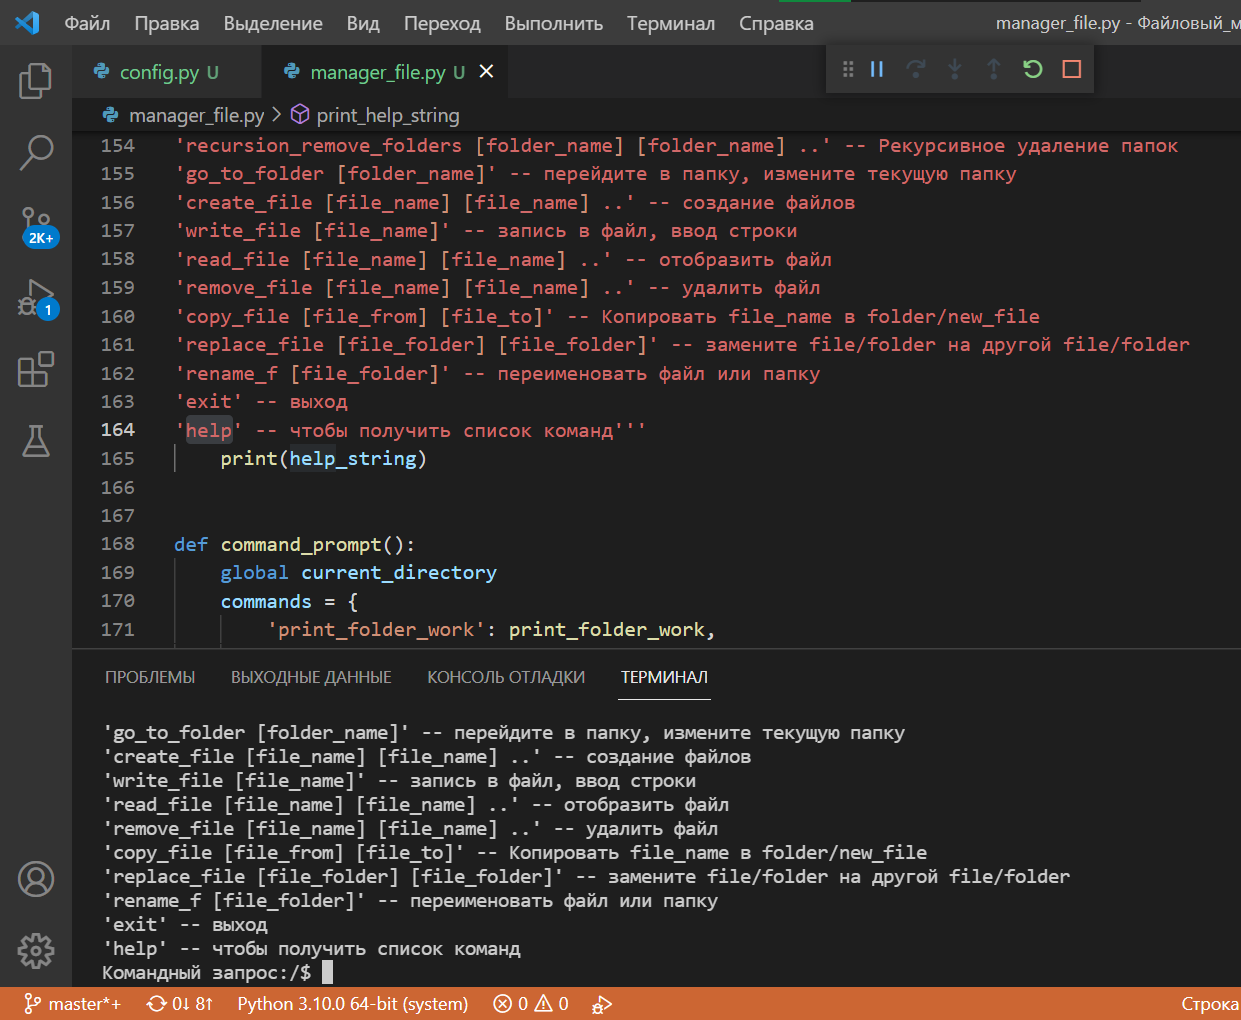 Файл Правка Выделение Вид Переход Выполнить Терминал Справка manager_file.py - Файловый_м
config.py U manager_file.py U
manager_file.py > print_help_string
154 'recursion_remove_folders [folder_name] [folder_name] ..' -- Рекурсивное удаление папок
155 'go_to_folder [folder_name]' -- перейдите в папку, измените текущую папку
156 'create_file [file_name] [file_name] ..' -- создание файлов
157 'write_file [file_name]' -- запись в файл, ввод строки
158 'read_file [file_name] [file_name] ..' -- отобразить файл
159 'remove_file [file_name] [file_name] ..' -- удалить файл
160 'copy_file [file_from] [file_to]' -- Копировать file_name в folder/new_file
161 'replace_file [file_folder] [file_folder]' -- замените file/folder на другой file/folder
162 'rename_f [file_folder]' -- переименовать файл или папку
163 'exit' -- выход
164 'help' -- чтобы получить список команд'''
165 print(help_string)
166
167
168 def command_prompt():
169 global current_directory
170 commands = {
171 'print_folder_work': print_folder_work,
2K+
1
ПРОБЛЕМЫ ВЫХОДНЫЕ ДАННЫЕ КОНСОЛЬ ОТЛАДКИ ТЕРМИНАЛ
'go_to_folder [folder_name]' -- перейдите в папку, измените текущую папку
'create_file [file_name] [file_name] ..' -- создание файлов
'write_file [file_name]' -- запись в файл, ввод строки
'read_file [file_name] [file_name] ..' -- отобразить файл
'remove_file [file_name] [file_name] ..' -- удалить файл
'copy_file [file_from] [file_to]' -- Копировать file_name в folder/new_file
'replace_file [file_folder] [file_folder]' -- замените file/folder на другой file/folder
'rename_f [file_folder]' -- переименовать файл или папку
'exit' -- выход
'help' -- чтобы получить список команд
Командный запрос:/$
master*+ 0↓ 8↑ Python 3.10.0 64-bit (system) 0 0 Строка